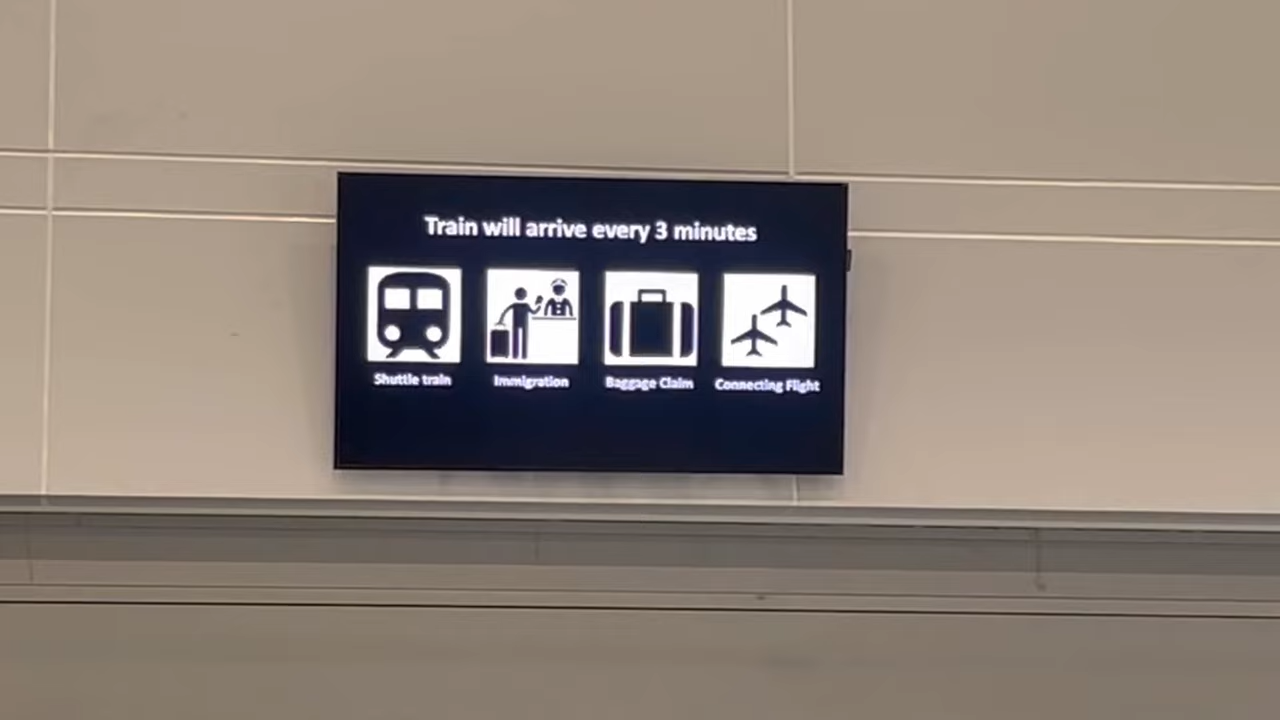 Train will arrive every 3 minutes
Shuttle train
Immigration
Baggage Claim
Connecting Flight